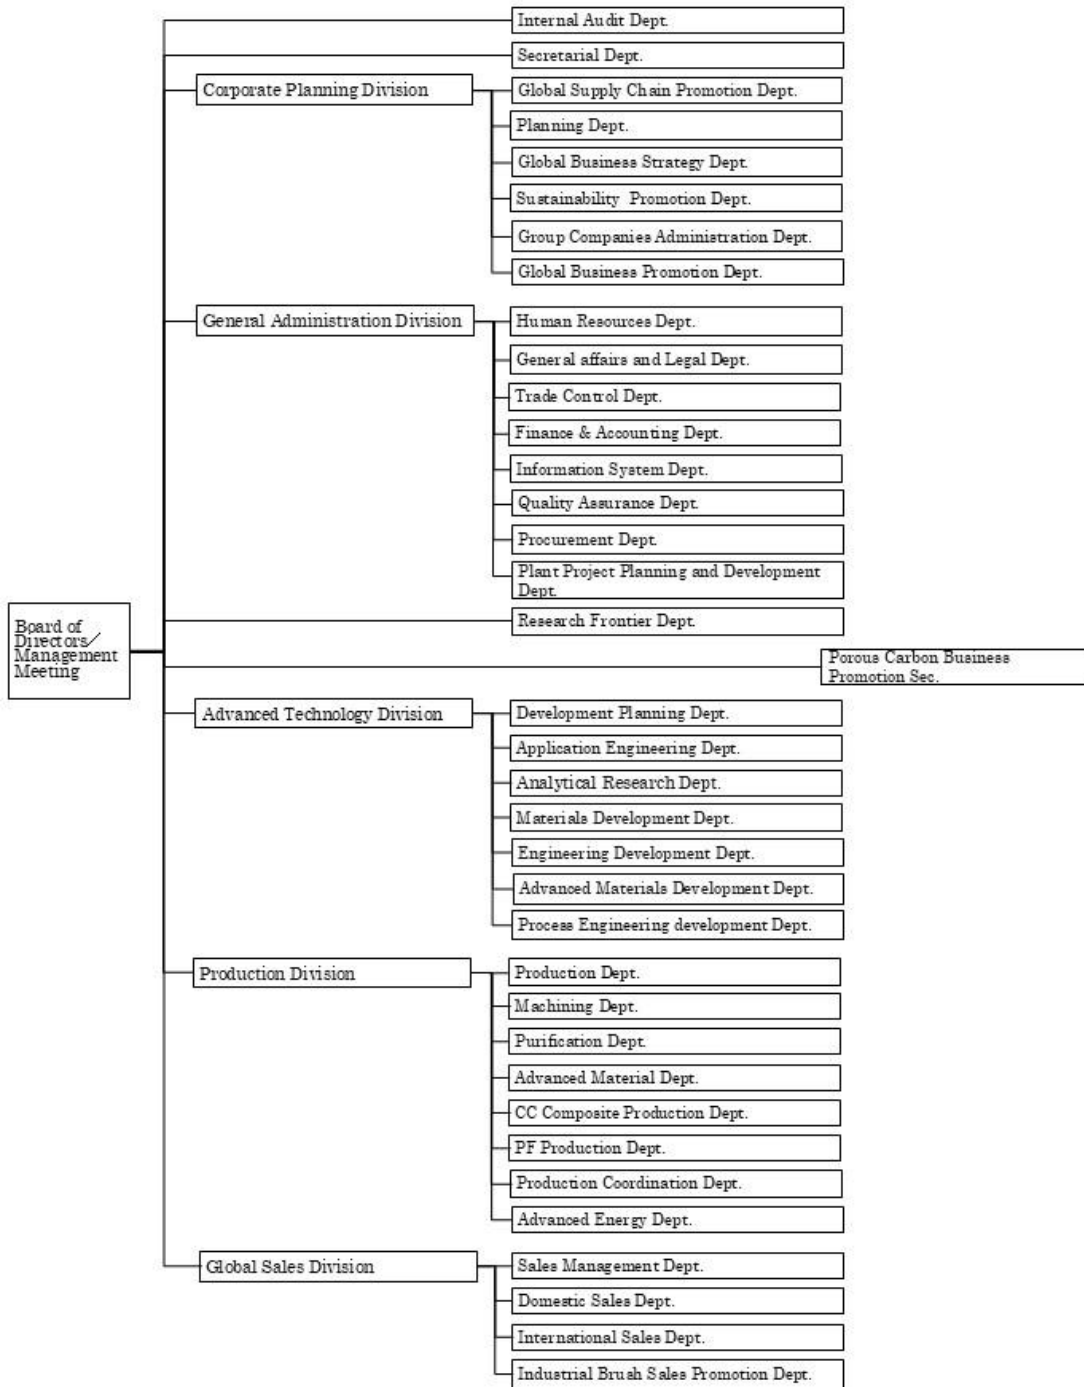 Internal Audit Dept.
Secretarial Dept.
Corporate Planning Division
Global Supply Chain Promotion Dept.
Planning Dept.
Global Business Strategy Dept.
Sustainability Promotion Dept.
Group Companies Administration Dept.
Global Business Promotion Dept.
General Administration Division
Human Resources Dept.
General affairs and Legal Dept.
Trade Control Dept.
Finance & Accounting Dept.
Information System Dept.
Quality Assurance Dept.
Procurement Dept.
Plant Project Planning and Development
Dept.
Board of
Directors/
Management
Meeting
Research Frontier Dept.
Porous Carbon Business
Promotion Sec.
Advanced Technology Division
Development Planning Dept.
Application Engineering Dept.
Analytical Research Dept.
Materials Development Dept.
Engineering Development Dept.
Advanced Materials Development Dept.
Process Engineering development Dept.
Production Division
Production Dept.
Machining Dept.
Purification Dept.
Advanced Material Dept.
CC Composite Production Dept.
PF Production Dept.
Production Coordination Dept.
Advanced Energy Dept.
Global Sales Division
Sales Management Dept.
Domestic Sales Dept.
International Sales Dept.
Industrial Brush Sales Promotion Dept.